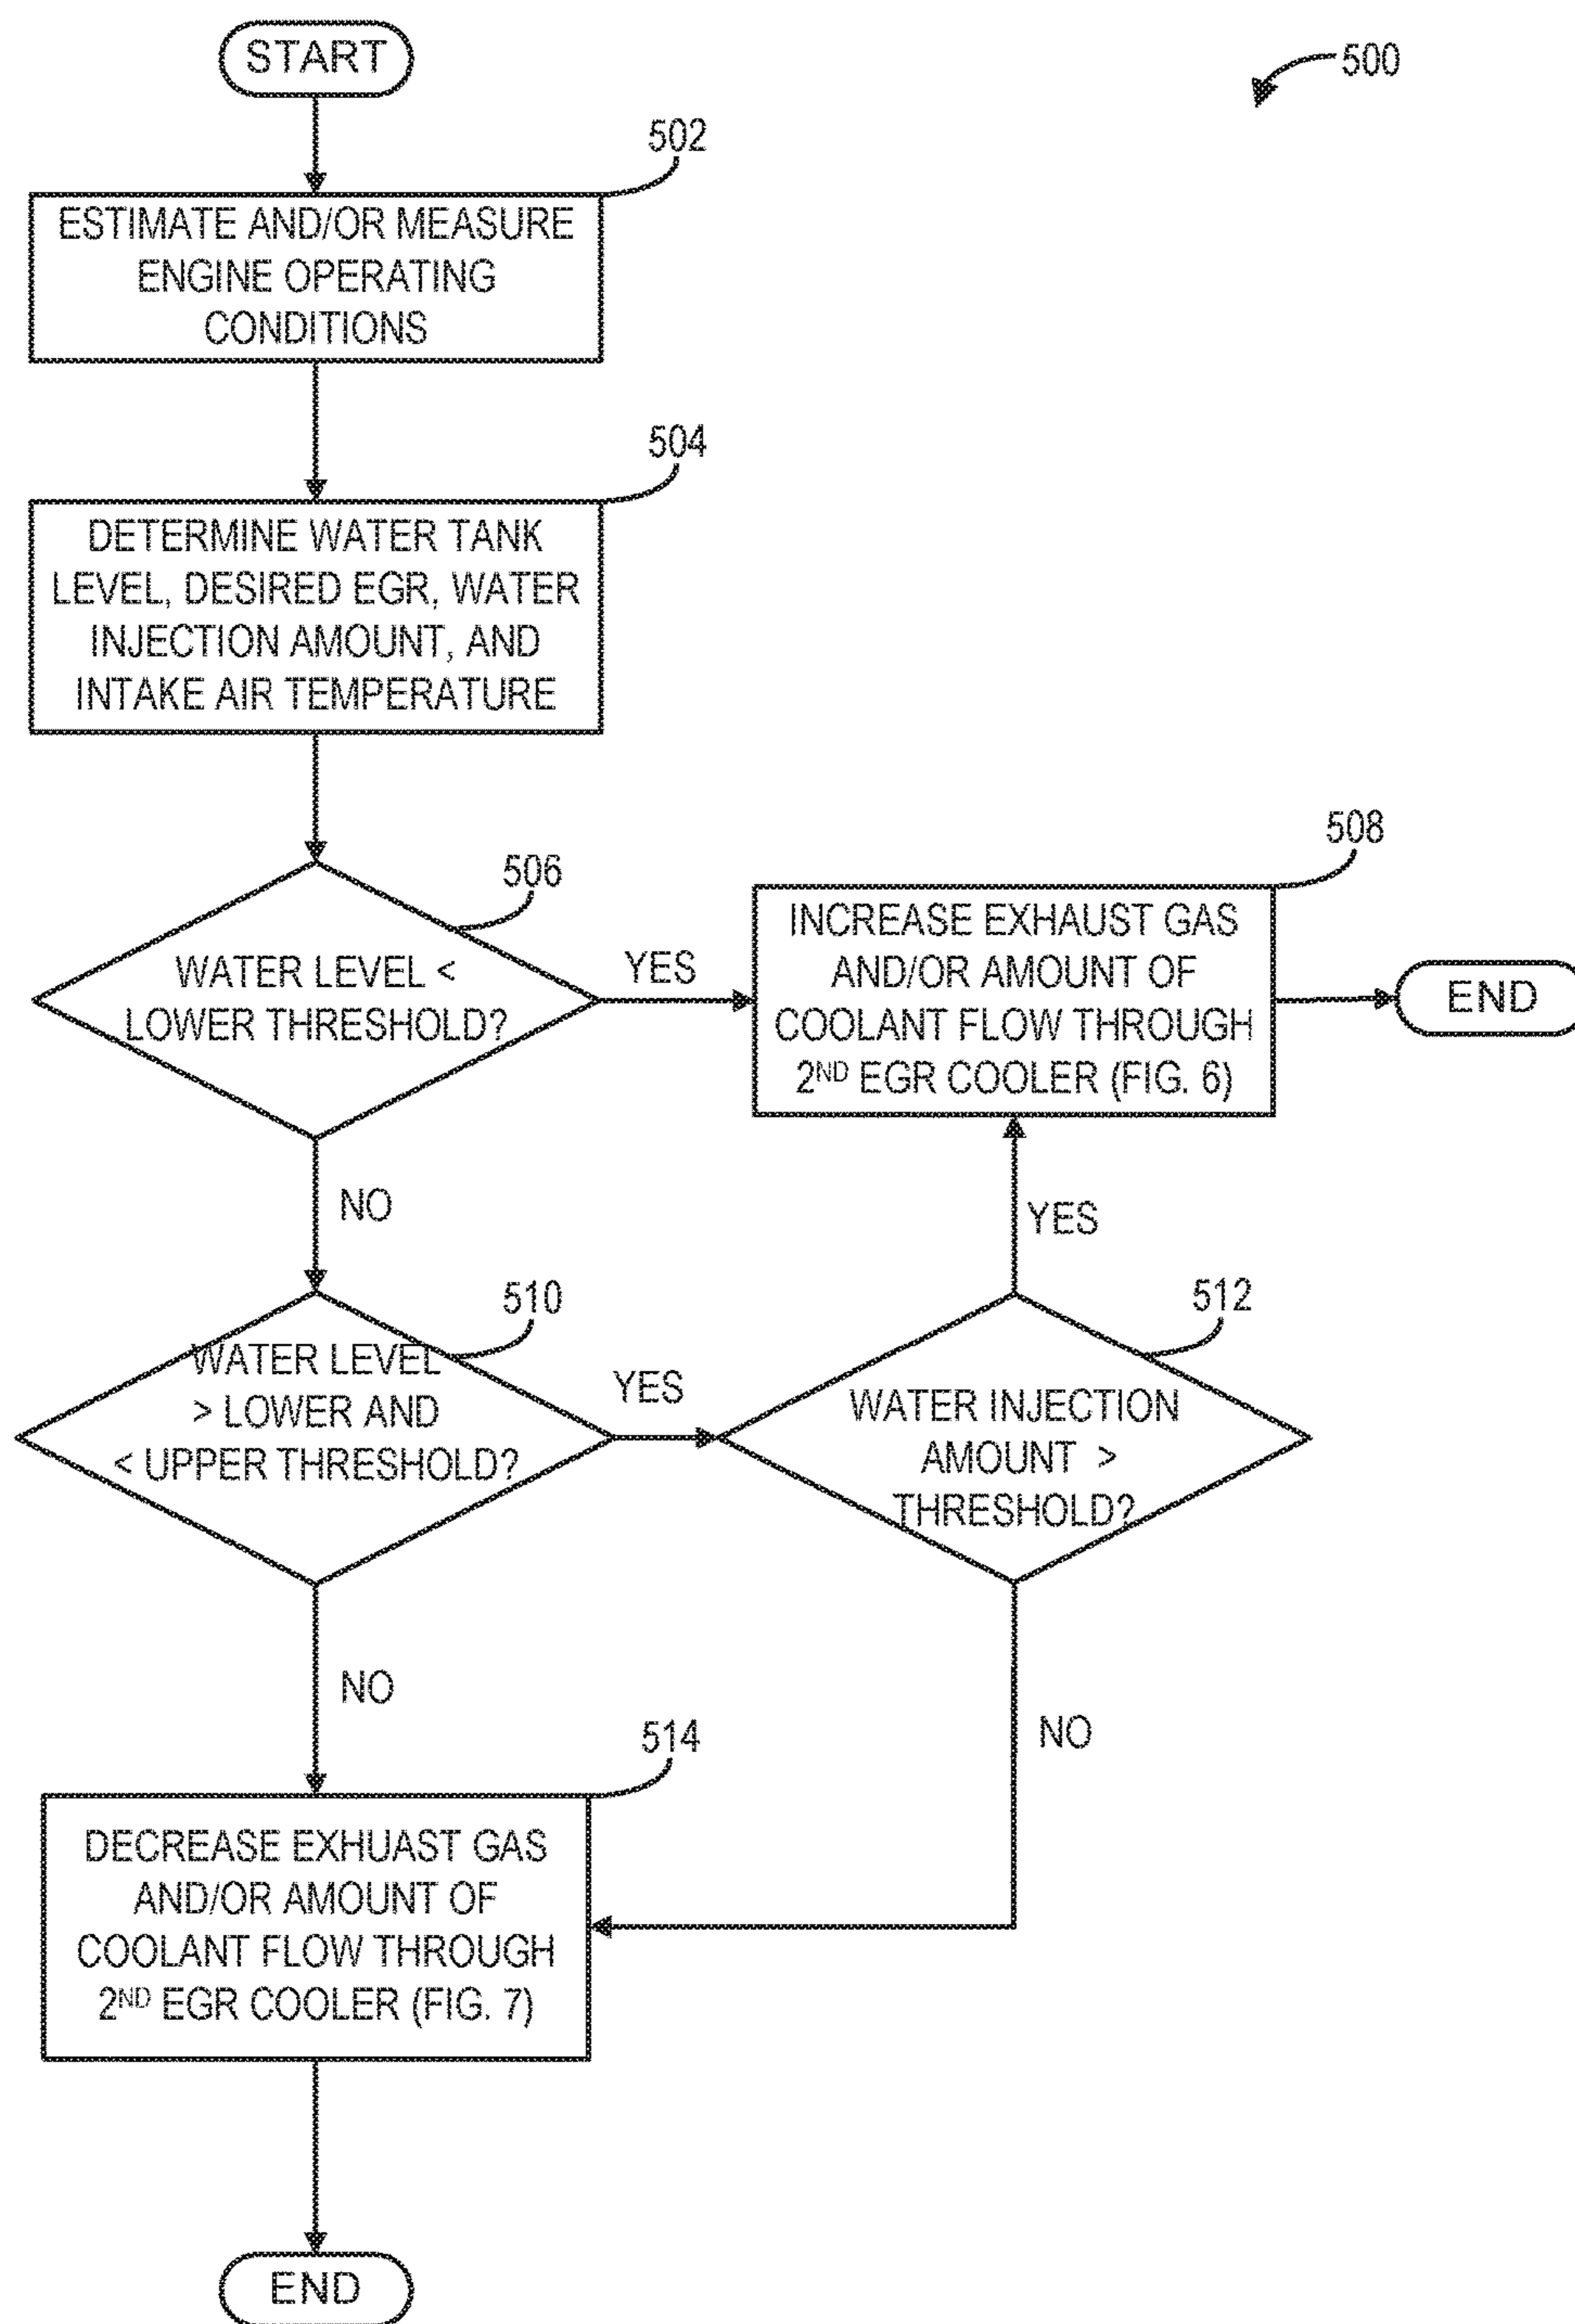 START
500
502
ESTIMATE AND/OR MEASURE
ENGINE OPERATING
CONDITIONS
504
DETERMINE WATER TANK
LEVEL, DESIRED EGR, WATER
INJECTION AMOUNT, AND
INTAKE AIR TEMPERATURE
506
WATER LEVEL <
LOWER THRESHOLD?
YES
508
INCREASE EXHAUST GAS
AND/OR AMOUNT OF
COOLANT FLOW THROUGH
2ND EGR COOLER (FIG. 6)
END
NO
510
WATER LEVEL
> LOWER AND
< UPPER THRESHOLD?
YES
YES
512
WATER INJECTION
AMOUNT >
THRESHOLD?
NO
NO
514
DECREASE EXHUAST GAS
AND/OR AMOUNT OF
COOLANT FLOW THROUGH
2ND EGR COOLER (FIG. 7)
END